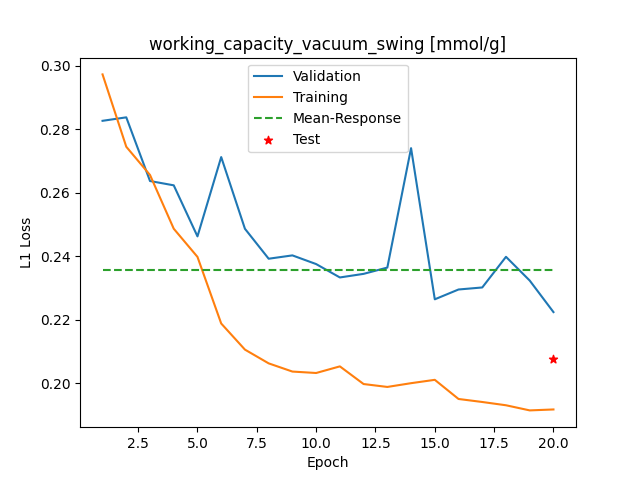 working_capacity_vacuum_swing [mmol/g]
0.30
0.28
0.26
0.24
0.22
0.20
L1 Loss
Validation
Training
Mean-Response
Test
2.5 5.0 7.5 10.0 12.5 15.0 17.5 20.0
Epoch